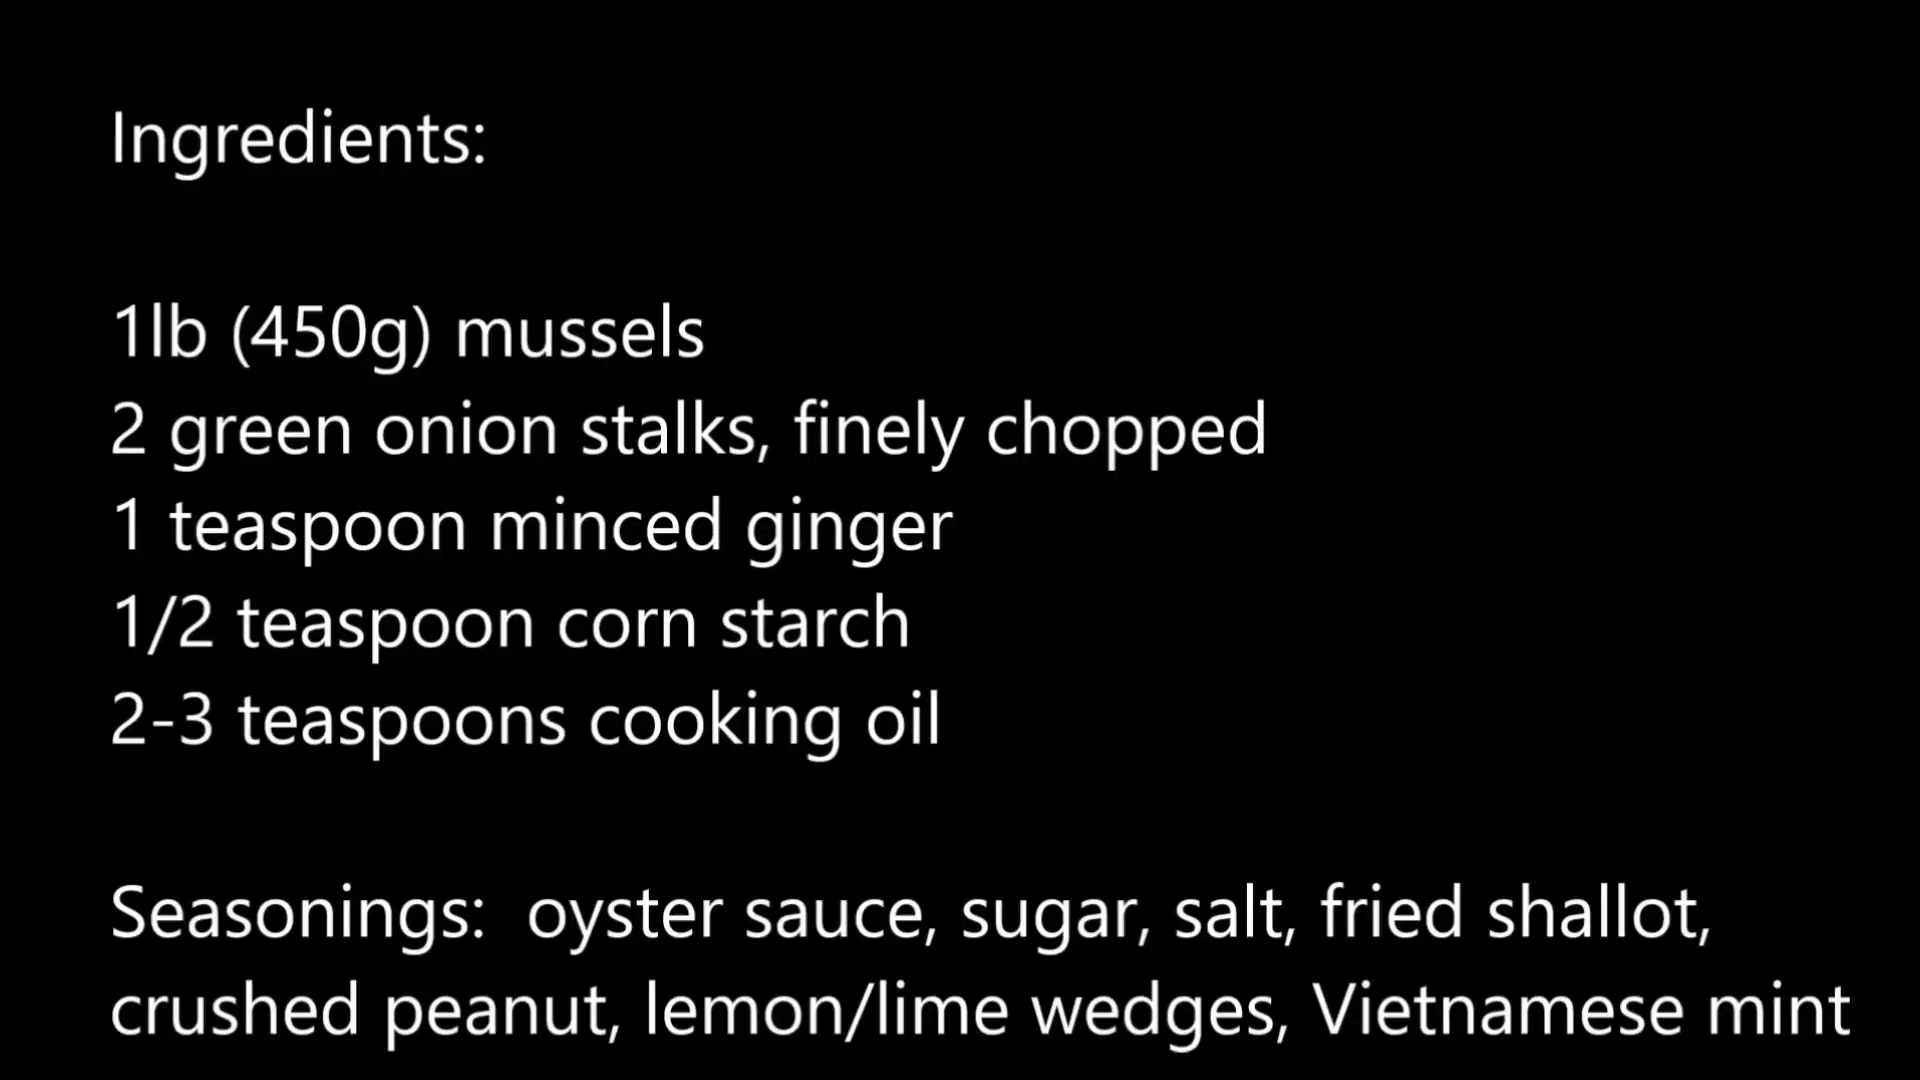 Ingredients:
1lb (450g) mussels
2 green onion stalks, finely chopped
1 teaspoon minced ginger
1/2 teaspoon corn starch
2-3 teaspoons cooking oil
Seasonings:  oyster sauce, sugar, salt, fried shallot,
crushed peanut, lemon/lime wedges, Vietnamese mint